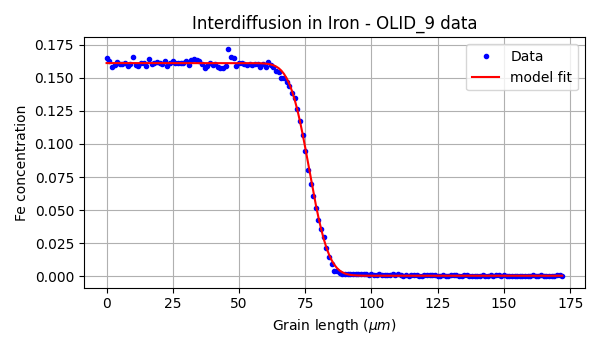 Interdiffusion in Iron - OLID_9 data
Data
model fit
Fe concentration
0.175
0.150
0.125
0.100
0.075
0.050
0.025
0.000
0 25 50 75 100 125 150 175
Grain length (μm)